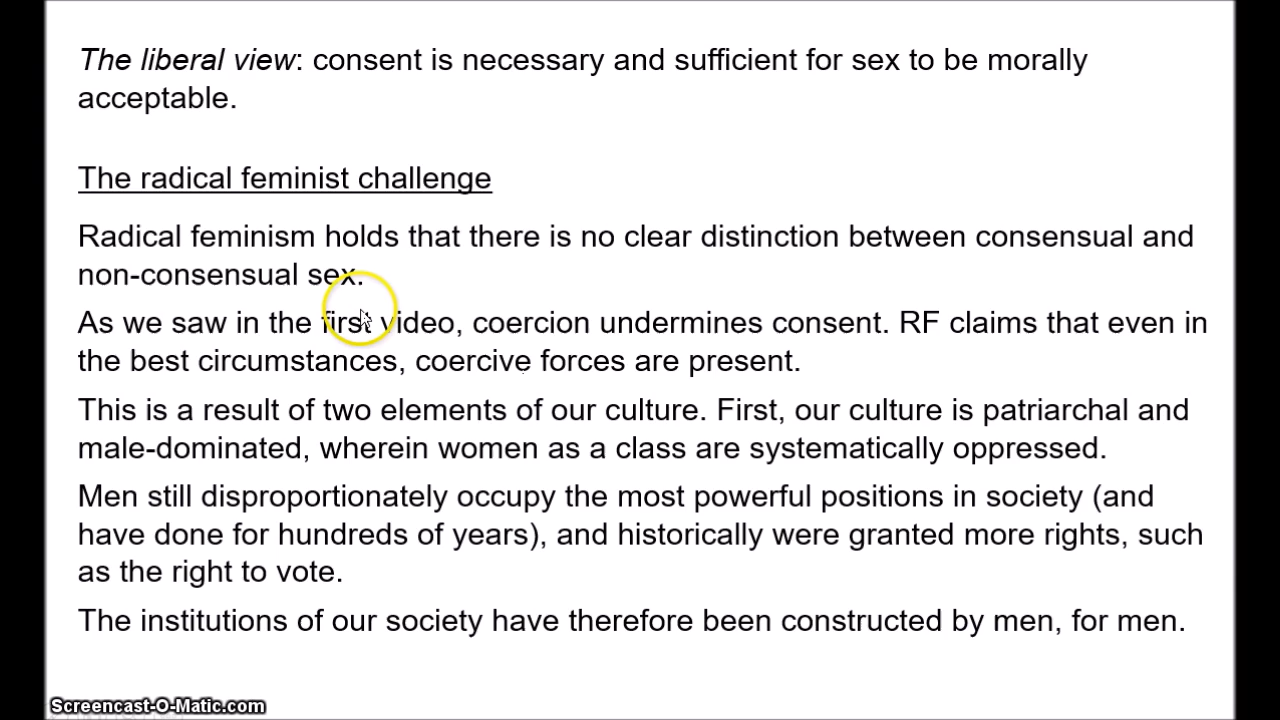 The liberal view: consent is necessary and sufficient for sex to be morally
acceptable.
The radical feminist challenge
Radical feminism holds that there is no clear distinction between consensual and
non-consensual sex.
As we saw in the first video, coercion undermines consent. RF claims that even in
the best circumstances, coercive forces are present.
This is a result of two elements of our culture. First, our culture is patriarchal and
male-dominated, wherein women as a class are systematically oppressed.
Men still disproportionately occupy the most powerful positions in society (and
have done for hundreds of years), and historically were granted more rights, such
as the right to vote.
The institutions of our society have therefore been constructed by men, for men.
Screencast-O-Matic.com